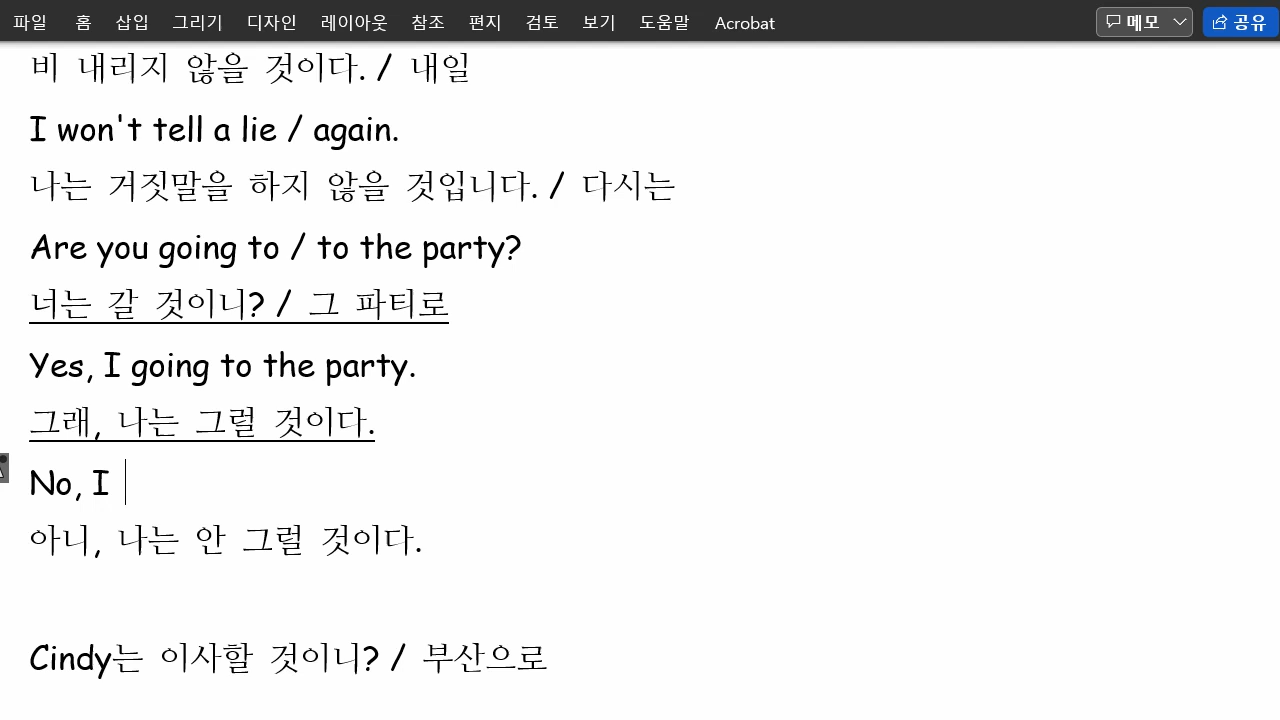 파일 홈 삽입 그리기 디자인 레이아웃 참조 편지 검토 보기 도움말 Acrobat 메모 공유
비 내리지 않을 것이다. / 내일
I won't tell a lie / again.
나는 거짓말을 하지 않을 것입니다. / 다시는
Are you going to / to the party?
너는 갈 것이니? / 그 파티로
Yes, I going to the party.
그래, 나는 그럴 것이다.
No, I
아니, 나는 안 그럴 것이다.
Cindy는 이사할 것이니? / 부산으로